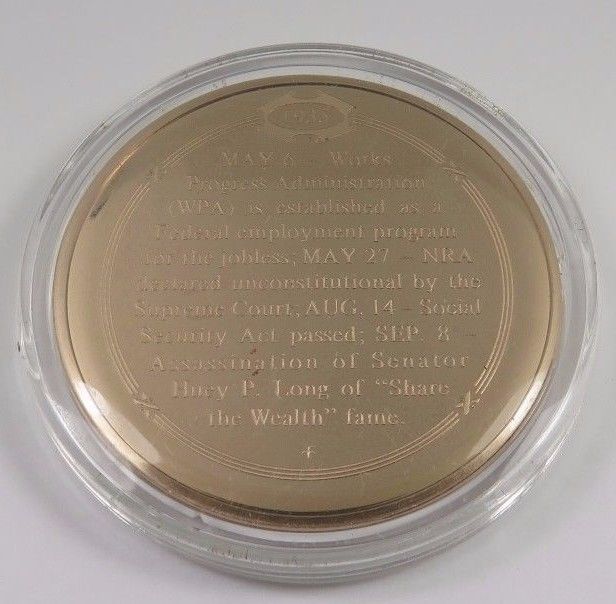 1935
MAY 6 – Works
Progress Administration
(WPA) is established as a
Federal employment program
for the jobless; MAY 27 – NRA
declared unconstitutional by the
Supreme Court; AUG. 14 – Social
Security Act passed; SEP. 8 –
Assassination of Senator
Huey P. Long of “Share
the Wealth” fame.